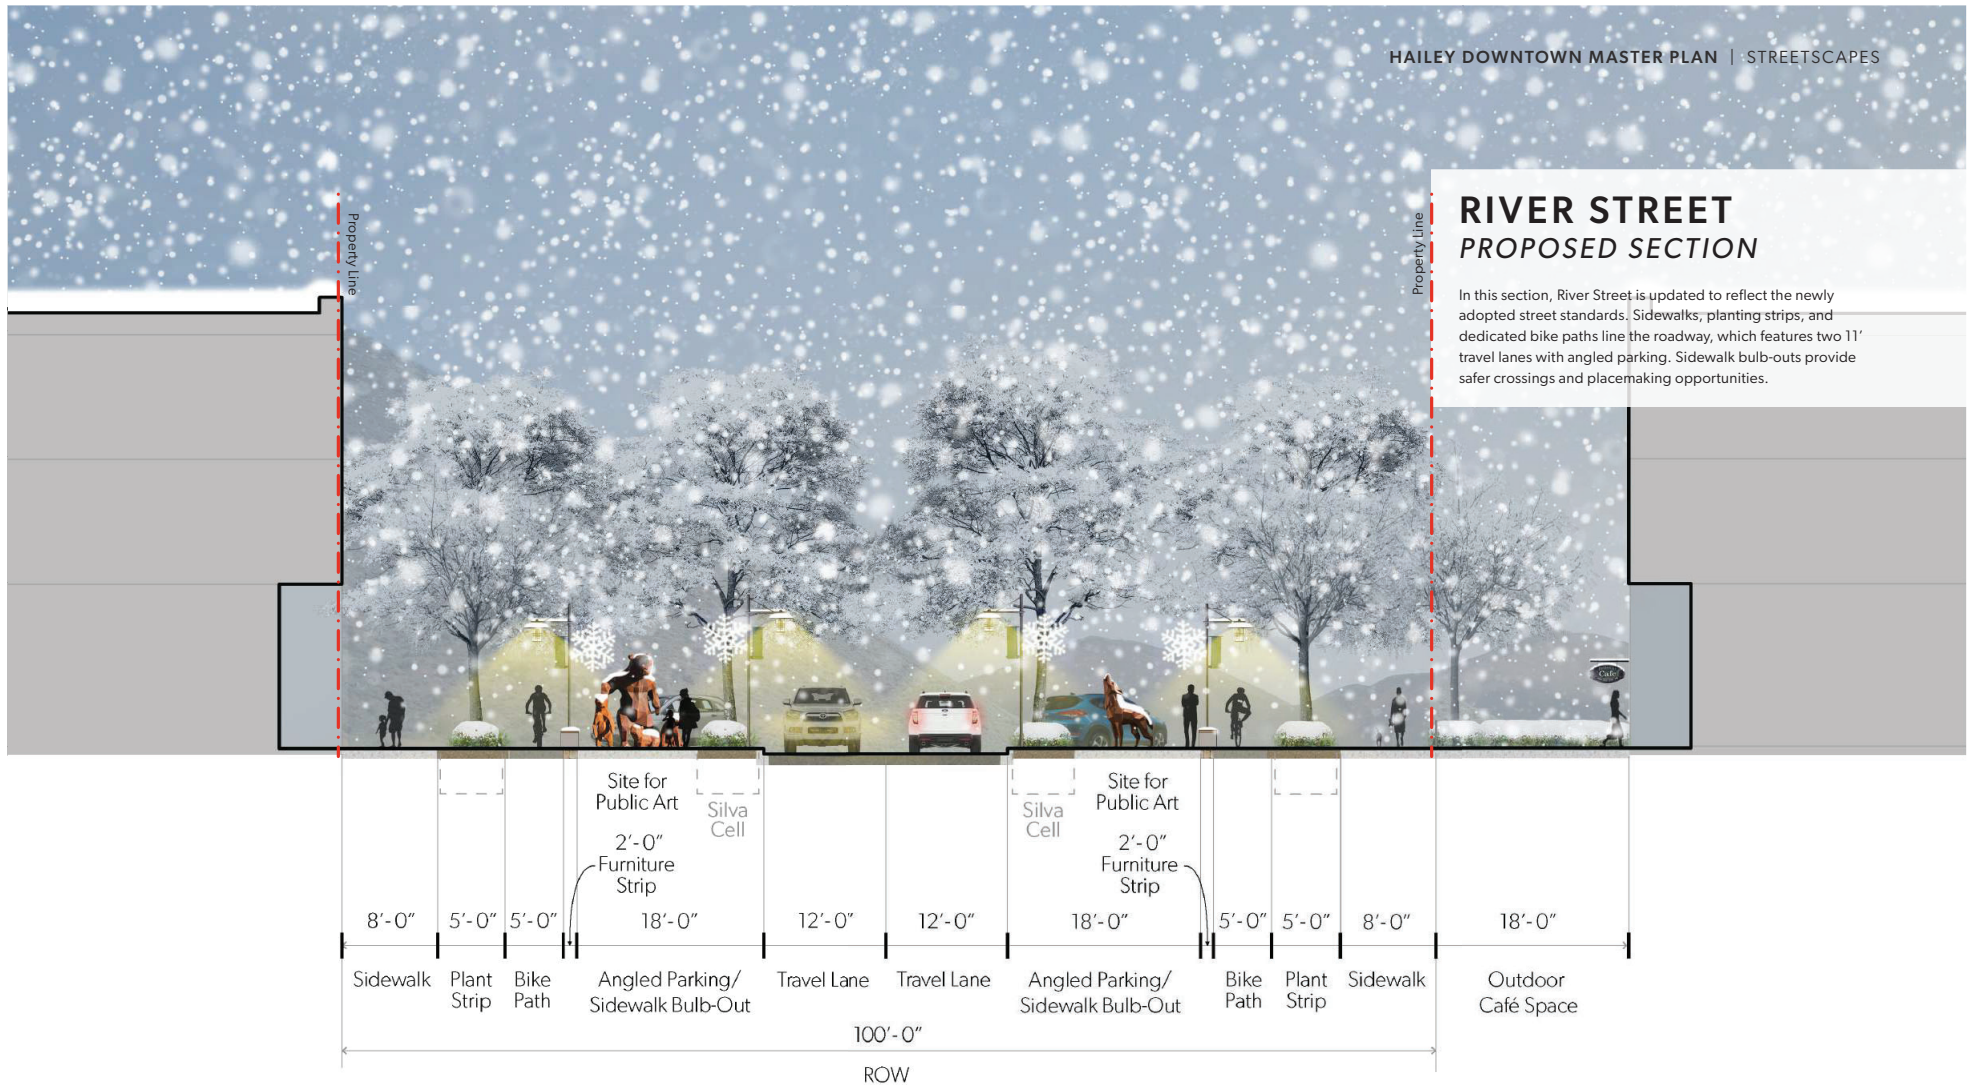 HAILEY DOWNTOWN MASTER PLAN | STREETSCAPES
Property Line
Property Line
RIVER STREET
PROPOSED SECTION
In this section, River Street is updated to reflect the newly
adopted street standards. Sidewalks, planting strips, and
dedicated bike paths line the roadway, which features two 11'
travel lanes with angled parking. Sidewalk bulb-outs provide
safer crossings and placemaking opportunities.
Café
Site for
Public Art
Silva
Cell
2'-0"
Furniture
Strip
Silva
Cell
Site for
Public Art
2'-0"
Furniture
Strip
8'-0" 5'-0" 5'-0" 18'-0" 12'-0" 12'-0" 18'-0" 5'-0" 5'-0" 8'-0" 18'-0"
Sidewalk
Plant
Strip
Bike
Path
Angled Parking/
Sidewalk Bulb-Out
Travel Lane
Travel Lane
Angled Parking/
Sidewalk Bulb-Out
Bike
Path
Plant
Strip
Sidewalk
Outdoor
Café Space
100'-0"
ROW